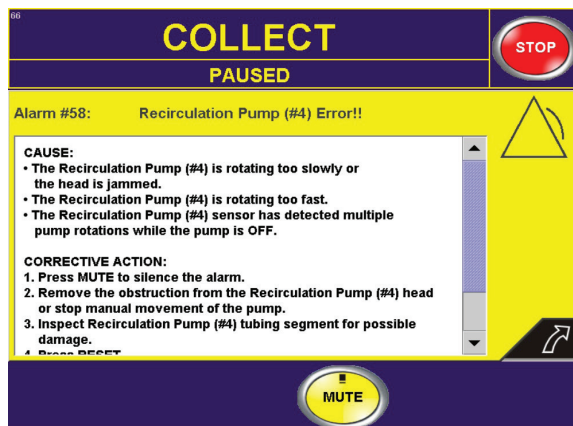 66
COLLECT
STOP
PAUSED
Alarm #58: Recirculation Pump (#4) Error!!
CAUSE:
• The Recirculation Pump (#4) is rotating too slowly or
the head is jammed.
• The Recirculation Pump (#4) is rotating too fast.
• The Recirculation Pump (#4) sensor has detected multiple
pump rotations while the pump is OFF.
CORRECTIVE ACTION:
1. Press MUTE to silence the alarm.
2. Remove the obstruction from the Recirculation Pump (#4) head
or stop manual movement of the pump.
3. Inspect Recirculation Pump (#4) tubing segment for possible
damage.
4. Press RESET
MUTE